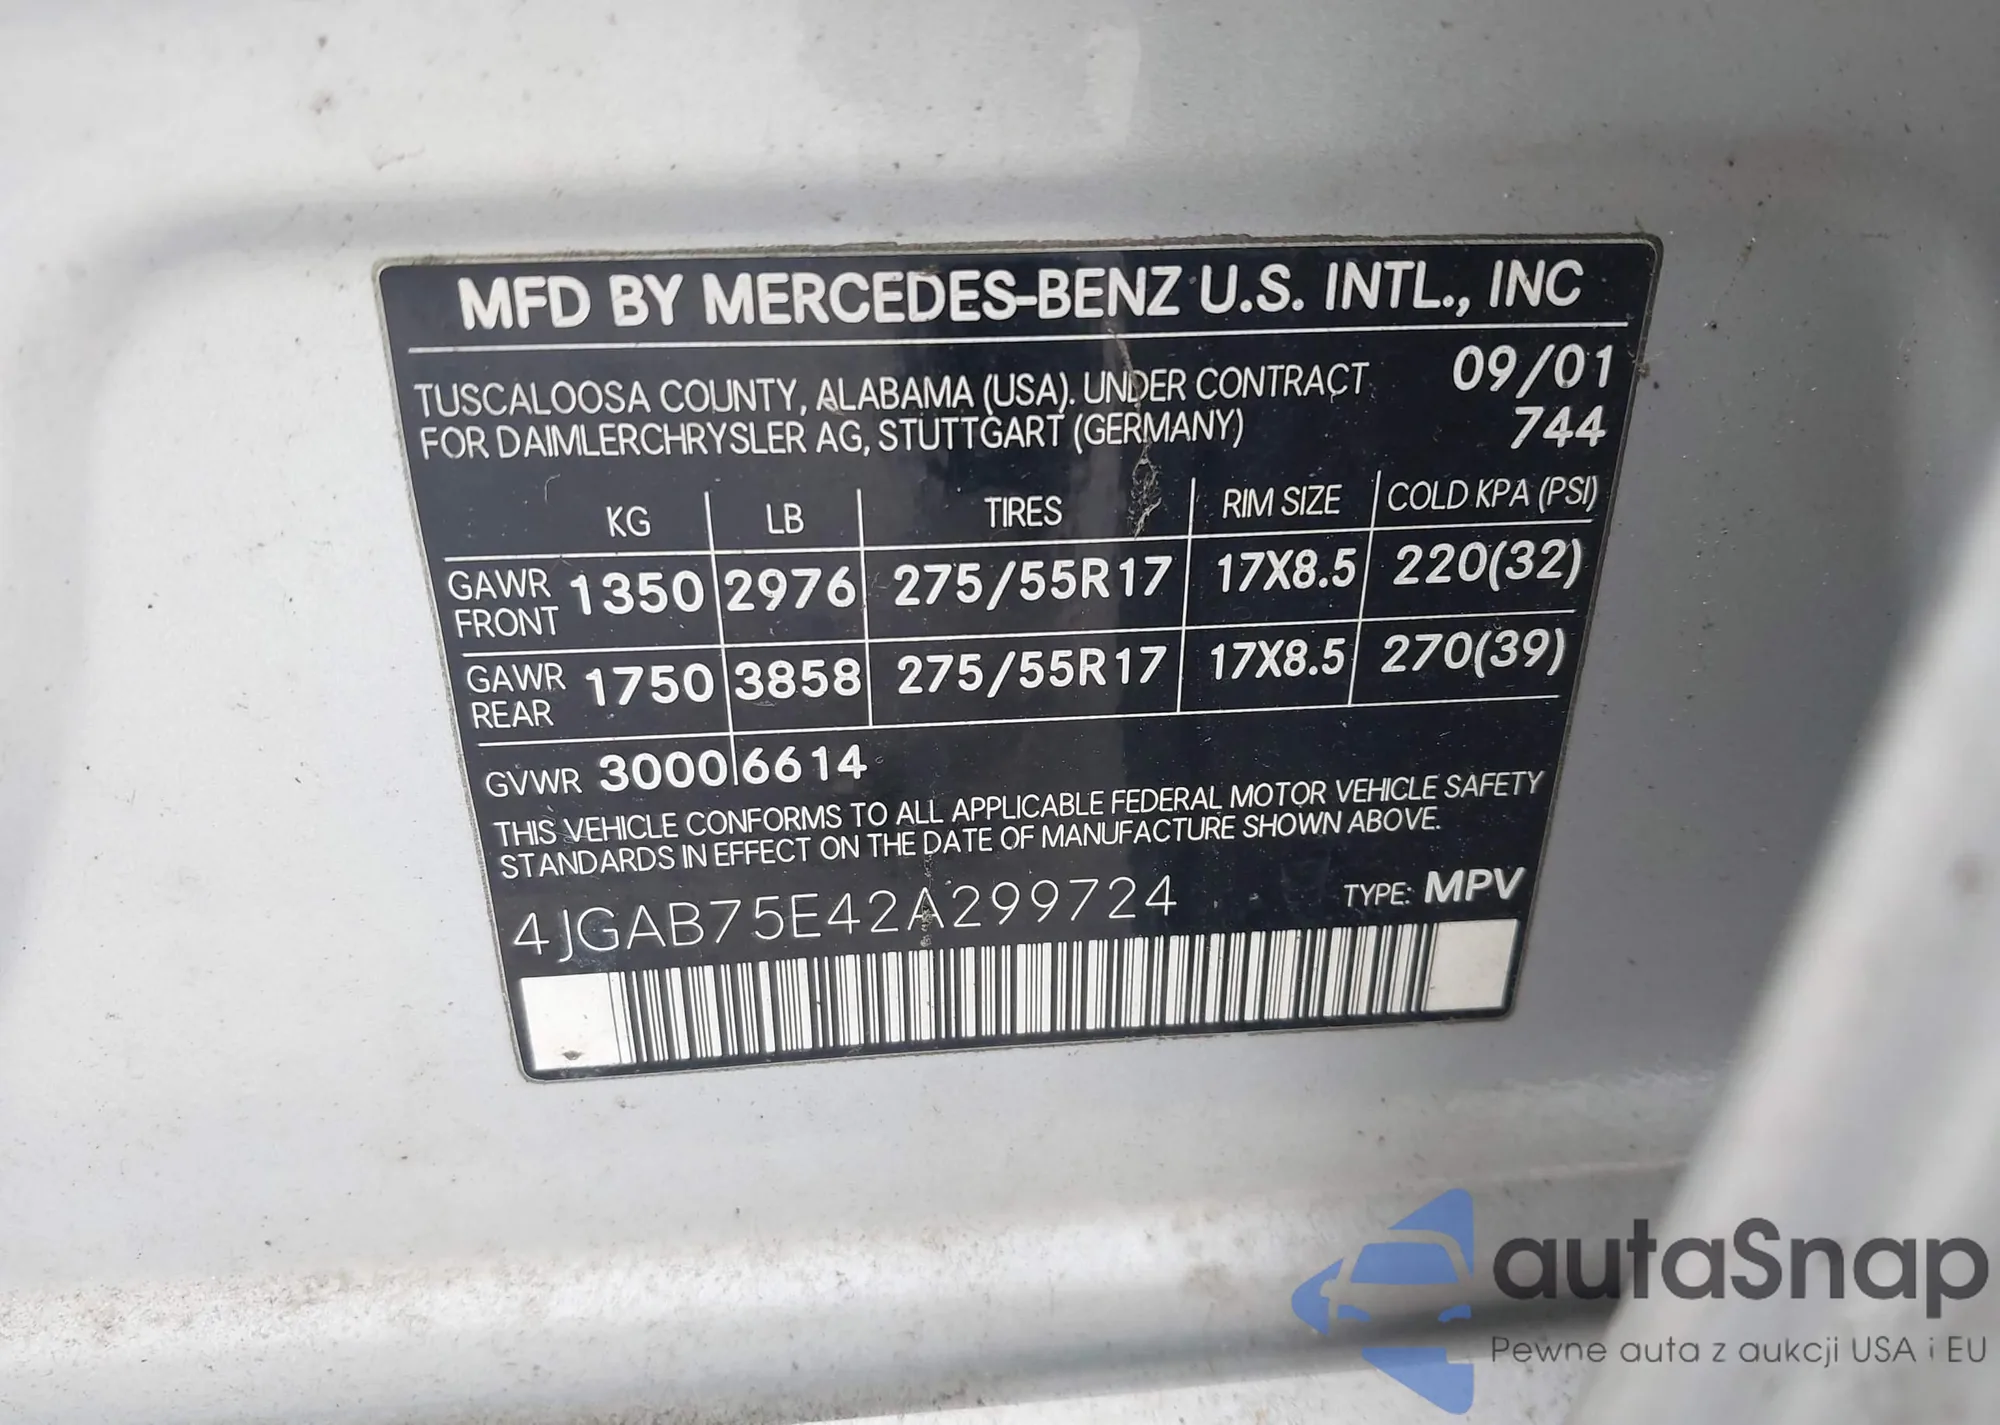 MFD BY MERCEDES-BENZ U.S. INTL., INC
TUSCALOOSA COUNTY, ALABAMA (USA). UNDER CONTRACT 09/01
FOR DAIMLERCHRYSLER AG, STUTTGART (GERMANY) 744
KG LB TIRES RIM SIZE COLD KPA (PSI)
GAWR FRONT 1350 2976 275/55R17 17X8.5 220(32)
GAWR REAR 1750 3858 275/55R17 17X8.5 270(39)
GVWR 3000 6614
THIS VEHICLE CONFORMS TO ALL APPLICABLE FEDERAL MOTOR VEHICLE SAFETY
STANDARDS IN EFFECT ON THE DATE OF MANUFACTURE SHOWN ABOVE.
4JGAB75E42A299724 TYPE: MPV
autaSnap
Pewne auta z aukcji USA i EU